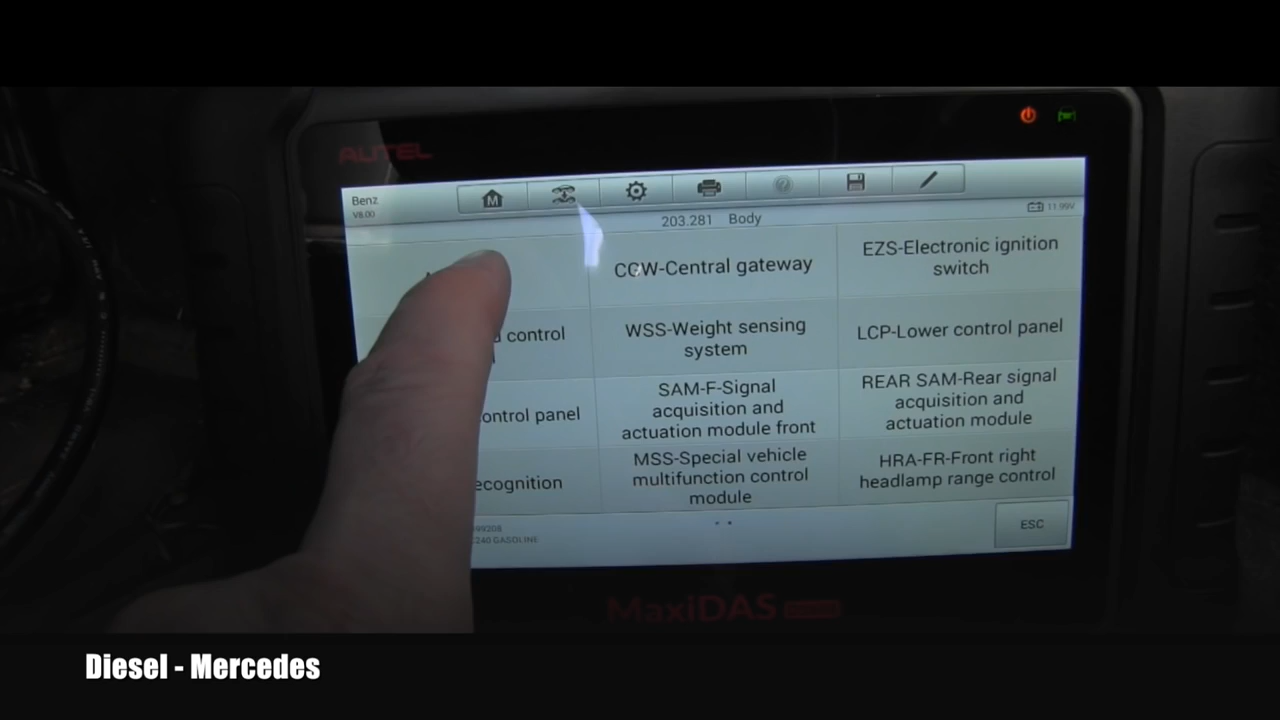 AUTEL
Benz
V8.00
M
203.281 Body
11.99V
CGW-Central gateway
EZS-Electronic ignition
switch
control
WSS-Weight sensing
system
LCP-Lower control panel
control panel
SAM-F-Signal
acquisition and
actuation module front
REAR SAM-Rear signal
acquisition and
actuation module
ecognition
MSS-Special vehicle
multifunction control
module
HRA-FR-Front right
headlamp range control
240 GASOLINE
ESC
MaxiDAS
Diesel - Mercedes